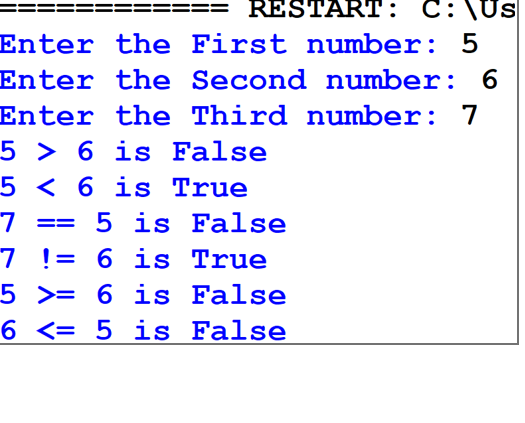 ============ RESTART: C:\Us
Enter the First number: 5
Enter the Second number: 6
Enter the Third number: 7
5 > 6 is False
5 < 6 is True
7 == 5 is False
7 != 6 is True
5 >= 6 is False
6 <= 5 is False